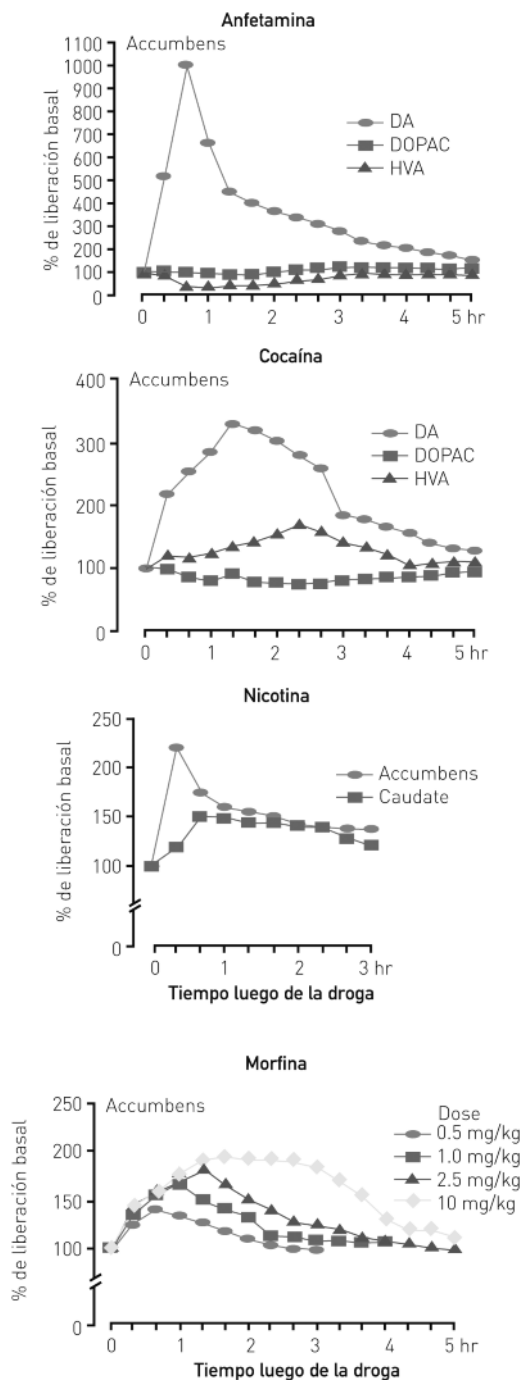 Anfetamina
Accumbens
1100
1000
900
800
700
600
500
400
300
200
100
0
% de liberación basal
DA
DOPAC
HVA
0 1 2 3 4 5 hr
Cocaína
Accumbens
400
300
200
100
0
% de liberación basal
DA
DOPAC
HVA
0 1 2 3 4 5 hr
Nicotina
250
200
150
100
0
% de liberación basal
Accumbens
Caudate
0 1 2 3 hr
Tiempo luego de la droga
Morfina
Accumbens
250
200
150
100
0
% de liberación basal
Dose
0.5 mg/kg
1.0 mg/kg
2.5 mg/kg
10 mg/kg
0 1 2 3 4 5 hr
Tiempo luego de la droga